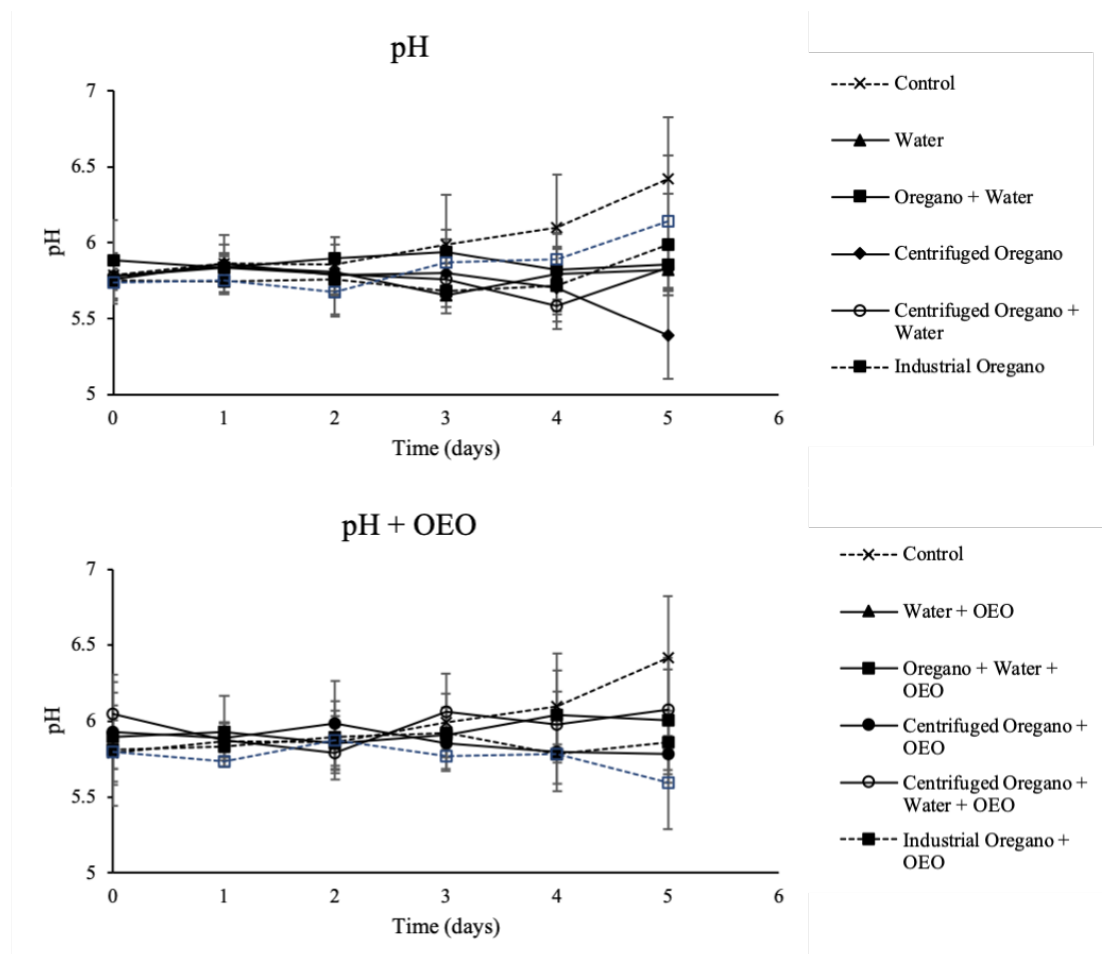 pH
7
6.5
6
5.5
5
pH
0 1 2 3 4 5 6
Time (days)
Control
Water
Oregano + Water
Centrifuged Oregano
Centrifuged Oregano +
Water
Industrial Oregano
pH + OEO
7
6.5
6
5.5
5
pH
0 1 2 3 4 5 6
Time (days)
Control
Water + OEO
Oregano + Water +
OEO
Centrifuged Oregano +
OEO
Centrifuged Oregano +
Water + OEO
Industrial Oregano +
OEO